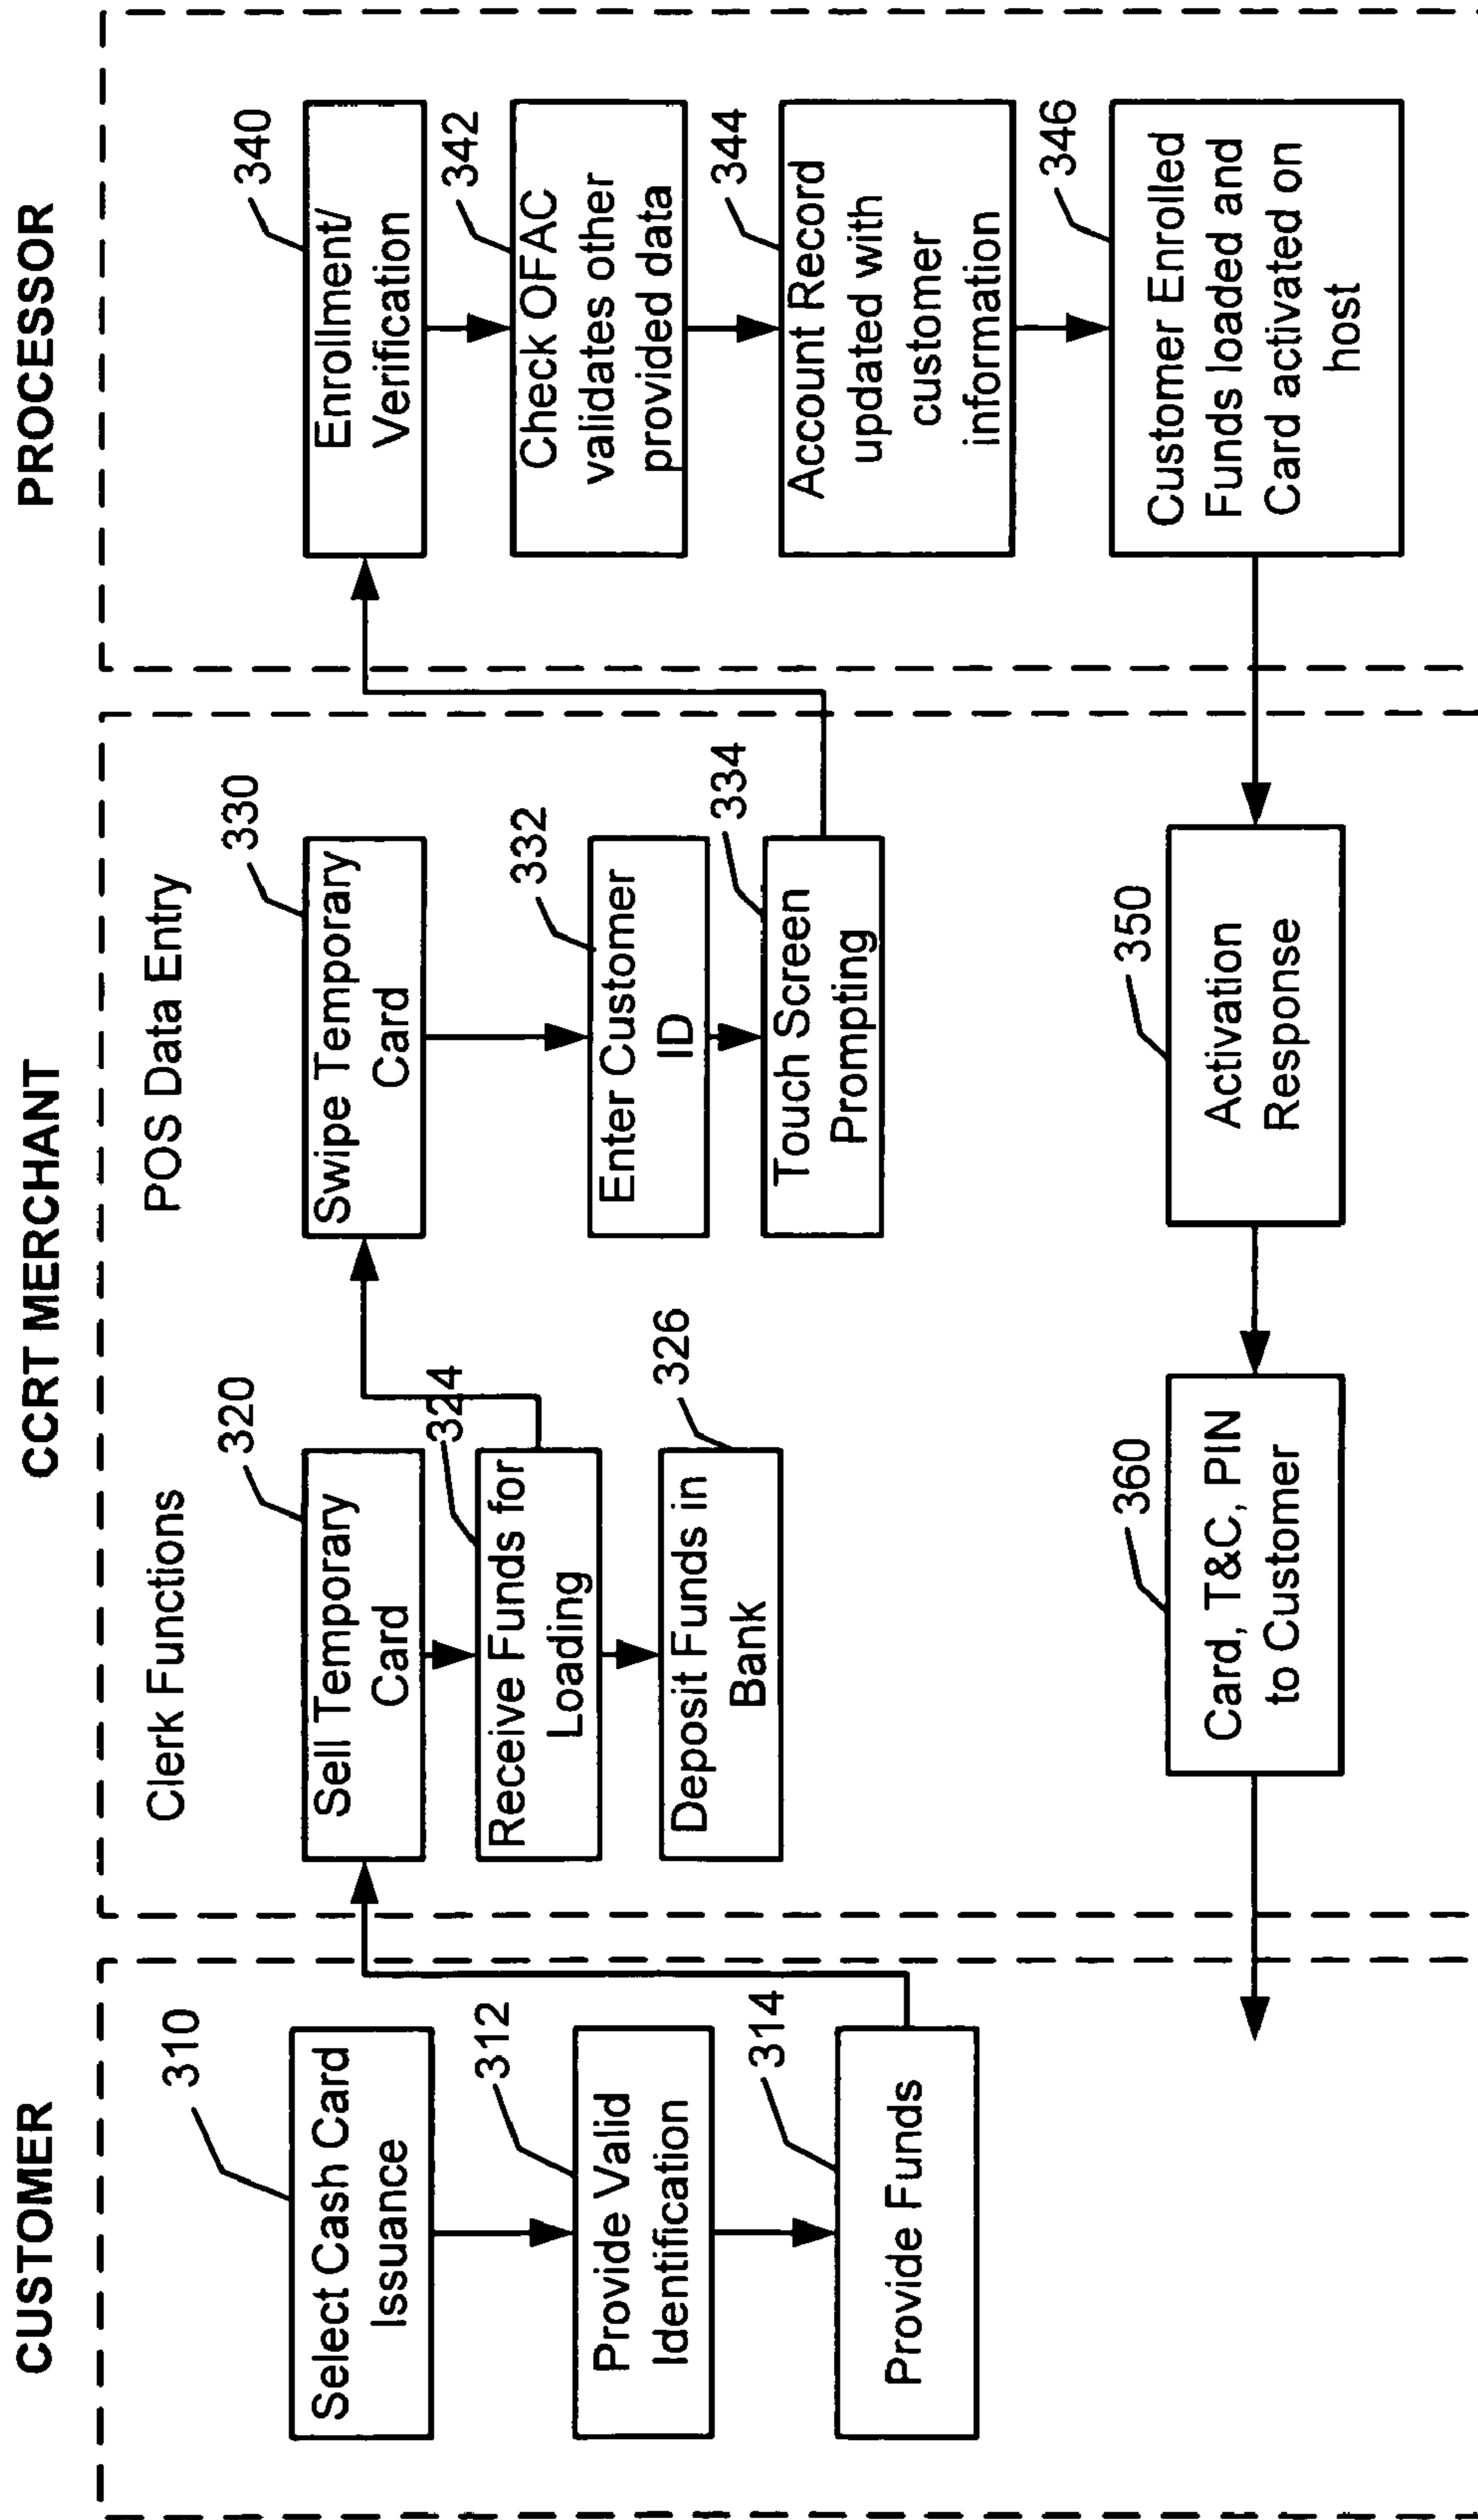 CUSTOMER
310
Select Cash Card
Issuance
312
Provide Valid
Identification
314
Provide Funds
CCRT MERCHANT
Clerk Functions
320
Sell Temporary
Card
324
Receive Funds for
Loading
326
Deposit Funds in
Bank
POS Data Entry
330
Swipe Temporary
Card
332
Enter Customer
ID
334
Touch Screen
Prompting
350
Activation
Response
360
Card, T&C, PIN
to Customer
PROCESSOR
340
Enrollment/
Verification
342
Check OFAC
validates other
provided data
344
Account Record
updated with
customer
information
346
Customer Enrolled
Funds loaded and
Card activated on
host